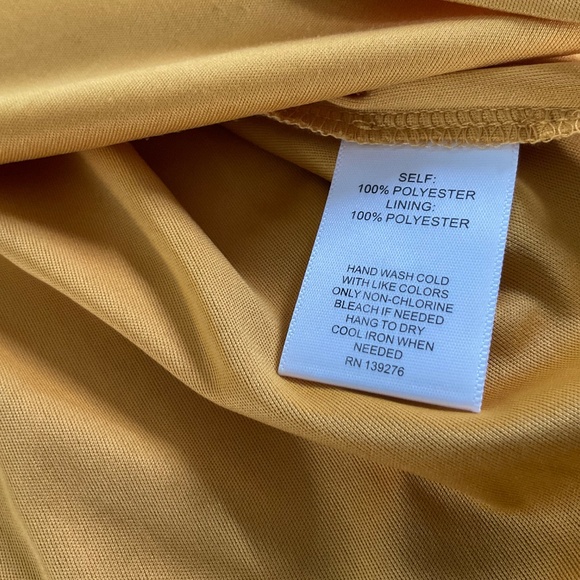 SELF:
100% POLYESTER
LINING:
100% POLYESTER
HAND WASH COLD
WITH LIKE COLORS
ONLY NON-CHLORINE
BLEACH IF NEEDED
HANG TO DRY
COOL IRON WHEN
NEEDED
RN 139276